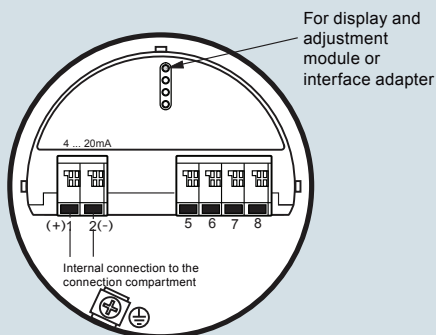 For display and
adjustment
module or
interface adapter
4 ... 20mA
(+)1 2(-) 5 6 7 8
Internal connection to the
connection compartment